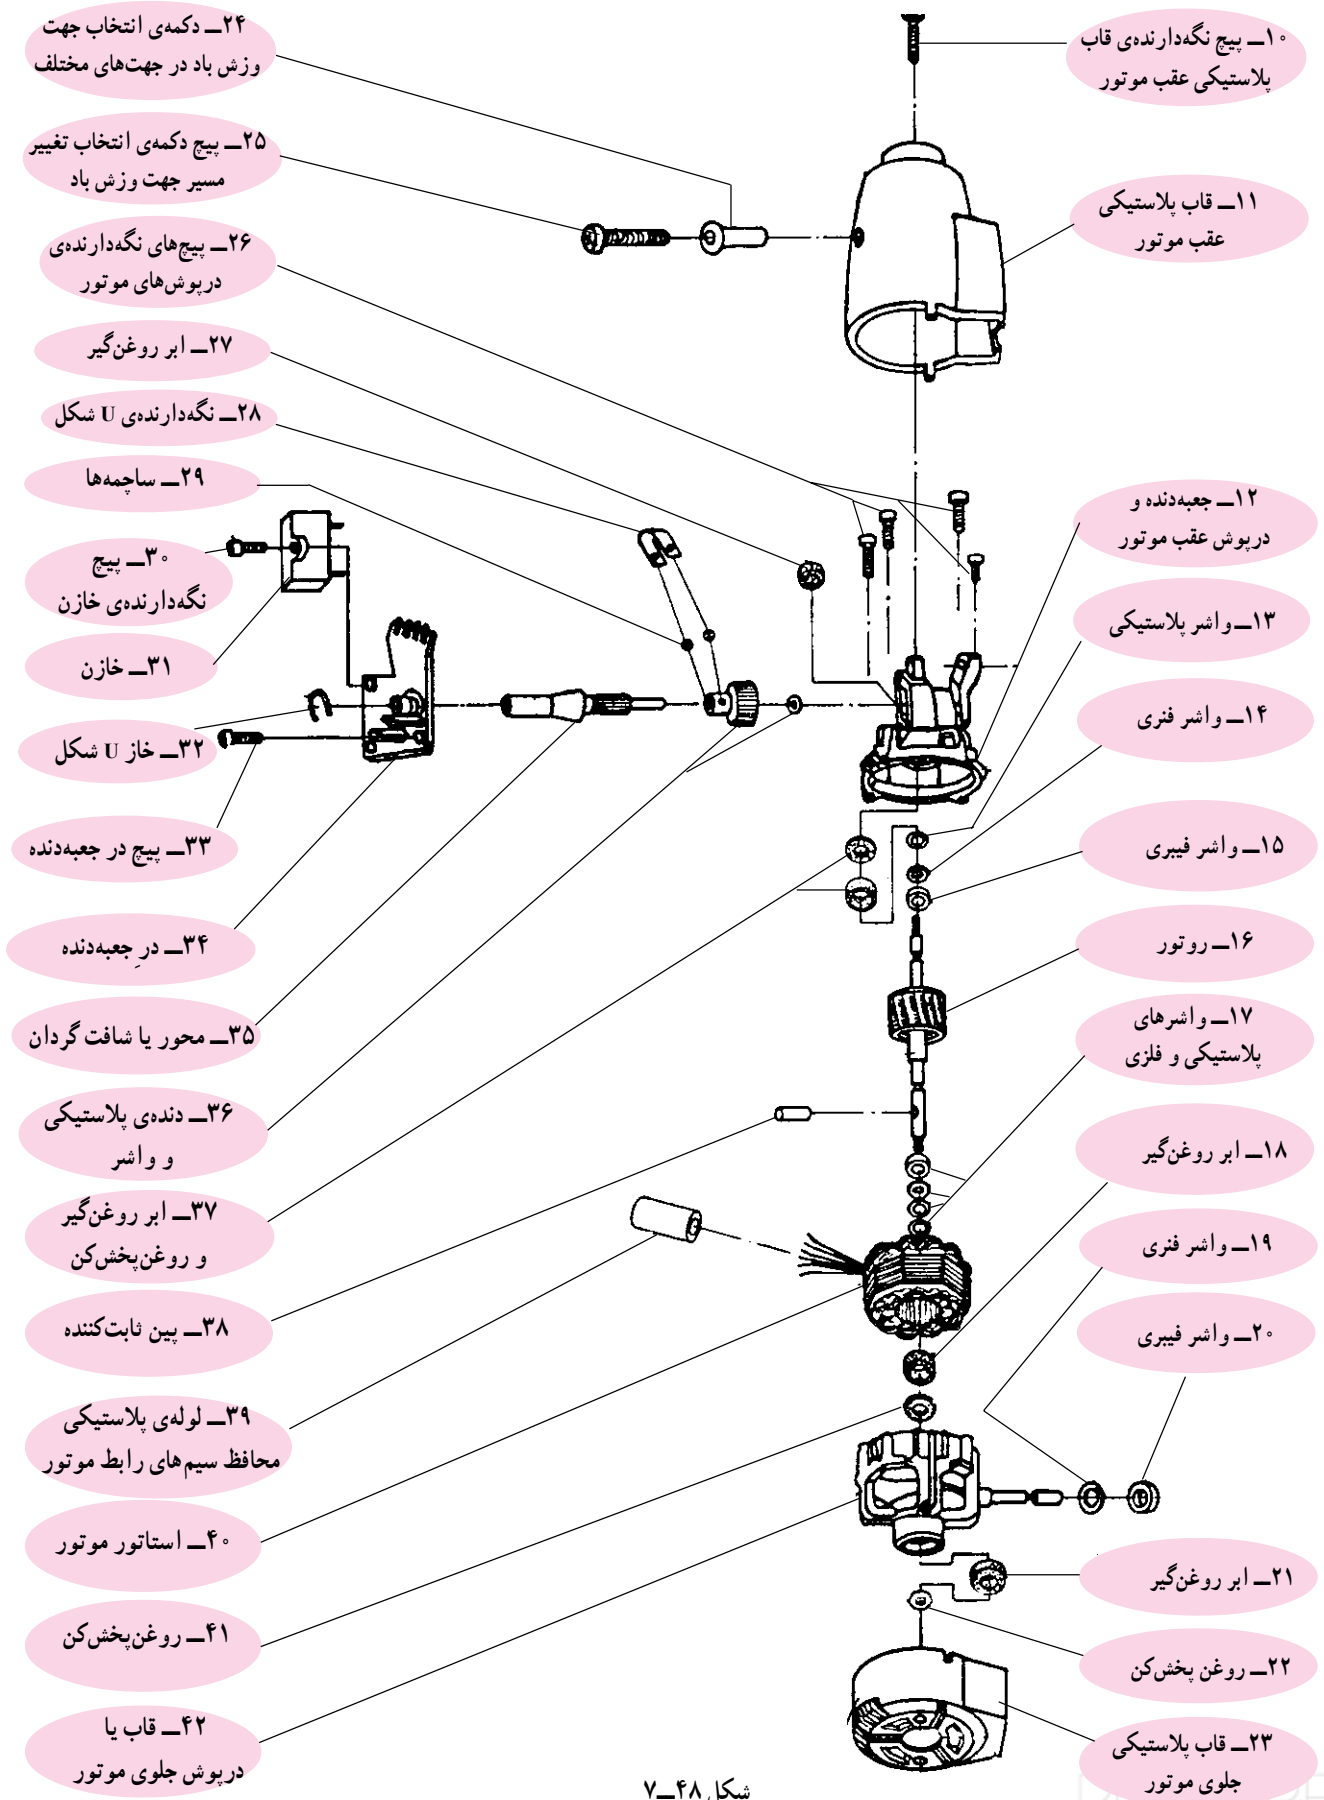 ۱۰ــ پیچ نگه‌دارنده‌ی قاب
پلاستیکی عقب موتور
۱۱ــ قاب پلاستیکی
عقب موتور
۱۲ــ جعبه‌دنده و
درپوش عقب موتور
۱۳ــ واشر پلاستیکی
۱۴ــ واشر فنری
۱۵ــ واشر فیبری
۱۶ــ روتور
۱۷ــ واشرهای
پلاستیکی و فلزی
۱۸ــ ابر روغن‌گیر
۱۹ــ واشر فنری
۲۰ــ واشر فیبری
۲۱ــ ابر روغن‌گیر
۲۲ــ روغن پخش‌کن
۲۳ــ قاب پلاستیکی
جلوی موتور
۲۴ــ دکمه‌ی انتخاب جهت
وزش باد در جهت‌های مختلف
۲۵ــ پیچ دکمه‌ی انتخاب تغییر
مسیر جهت وزش باد
۲۶ــ پیچ‌های نگه‌دارنده‌ی
درپوش‌های موتور
۲۷ــ ابر روغن‌گیر
۲۸ــ نگه‌دارنده‌ی U شکل
۲۹ــ ساچمه‌ها
۳۰ــ پیچ
نگه‌دارنده‌ی خازن
۳۱ــ خازن
۳۲ــ خاز U شکل
۳۳ــ پیچ در جعبه‌دنده
۳۴ــ درِ جعبه‌دنده
۳۵ــ محور یا شافت گردان
۳۶ــ دنده‌ی پلاستیکی
و واشر
۳۷ــ ابر روغن‌گیر
و روغن‌پخش‌کن
۳۸ــ پین ثابت‌کننده
۳۹ــ لوله‌ی پلاستیکی
محافظ سیم‌های رابط موتور
۴۰ــ استاتور موتور
۴۱ــ روغن‌پخش‌کن
۴۲ــ قاب یا
درپوش جلوی موتور
شکل ۴۸ــ۷